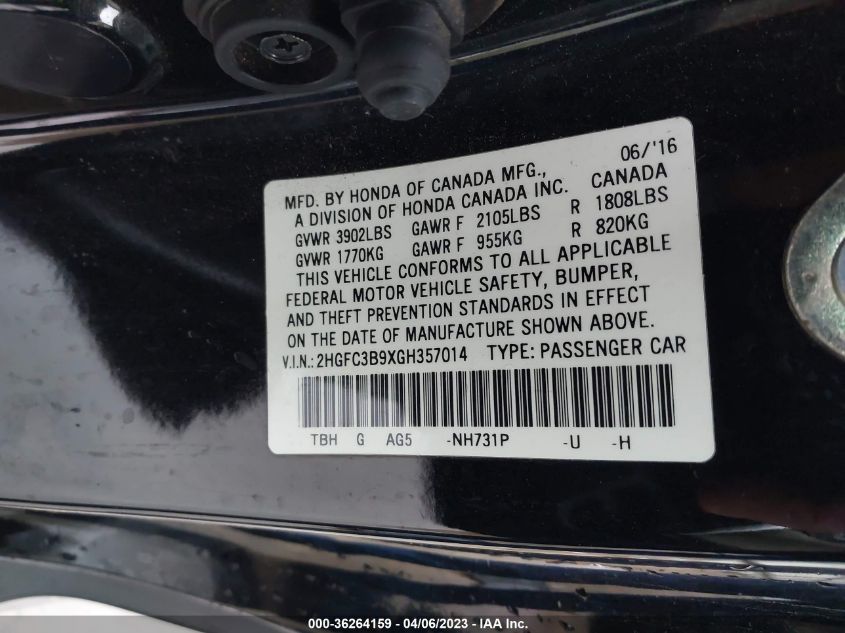 06/'16
MFD. BY HONDA OF CANADA MFG.,
A DIVISION OF HONDA CANADA INC. CANADA
GVWR 3902LBS GAWR F 2105LBS R 1808LBS
GVWR 1770KG GAWR F 955KG R 820KG
THIS VEHICLE CONFORMS TO ALL APPLICABLE
FEDERAL MOTOR VEHICLE SAFETY, BUMPER,
AND THEFT PREVENTION STANDARDS IN EFFECT
ON THE DATE OF MANUFACTURE SHOWN ABOVE.
V.I.N.: 2HGFC3B9XGH357014 TYPE: PASSENGER CAR
TBH G AG5 -NH731P -U -H
000-36264159 - 04/06/2023 - IAA Inc.